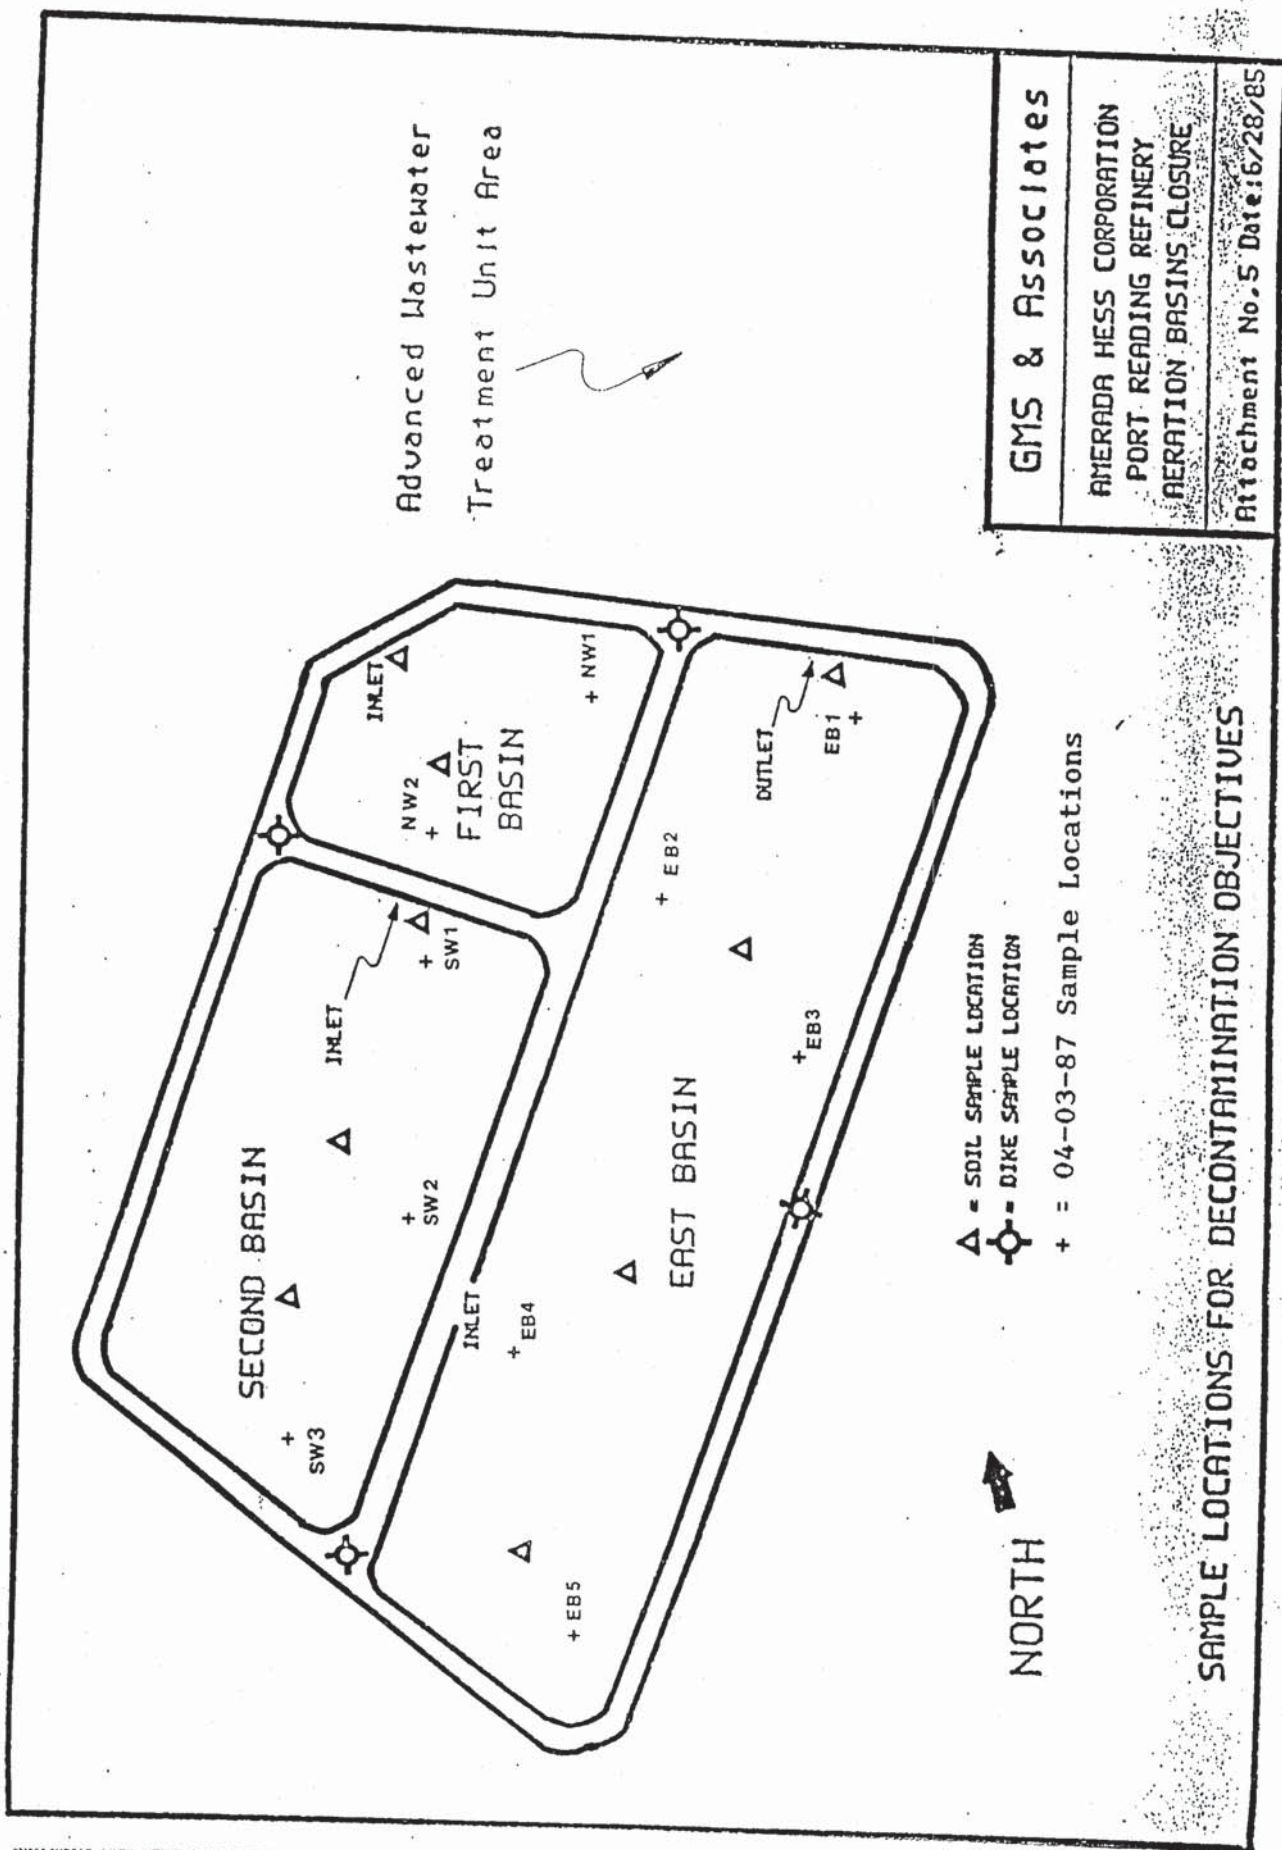 Advanced Wastewater
Treatment Unit Area
INLET
NW1
NW2
FIRST
BASIN
INLET
SW1
SECOND BASIN
SW2
SW3
INLET
OUTLET
EB1
EB2
EB3
EAST BASIN
EB4
EB5
= SOIL SAMPLE LOCATION
= DIKE SAMPLE LOCATION
+ = 04-03-87 Sample Locations
NORTH
SAMPLE LOCATIONS FOR DECONTAMINATION OBJECTIVES
GMS & Associates
AMERADA HESS CORPORATION
PORT READING REFINERY
AERATION BASINS CLOSURE
Attachment No.5 Date:6/28/85